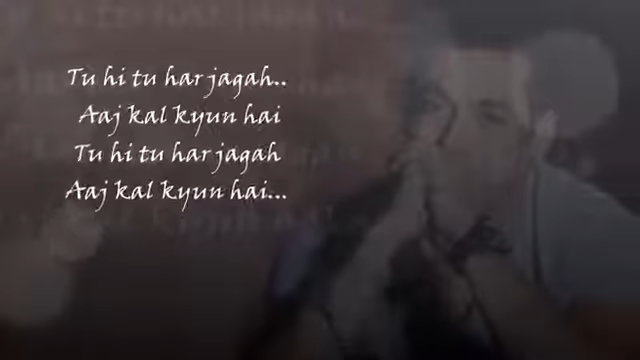 Tu hi tu har jagah..
Aaj kal kyun hai
Tu hi tu har jagah
Aaj kal kyun hai...